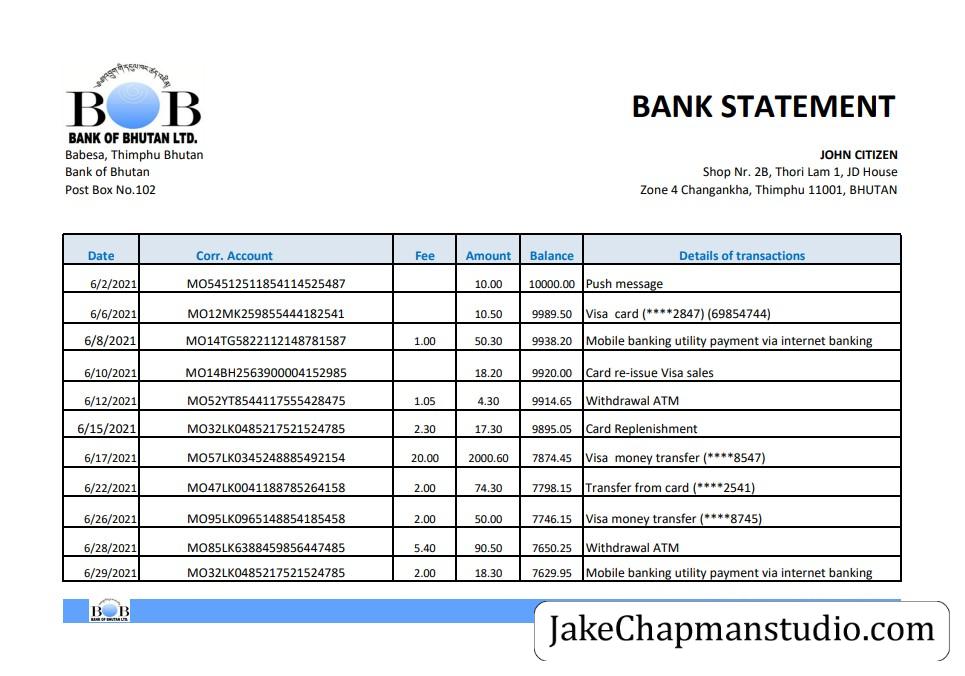 BOB
BANK OF BHUTAN LTD.
Babesa, Thimphu Bhutan
Bank of Bhutan
Post Box No.102
BANK STATEMENT
JOHN CITIZEN
Shop Nr. 2B, Thori Lam 1, JD House
Zone 4 Changankha, Thimphu 11001, BHUTAN
Date Corr. Account Fee Amount Balance Details of transactions
6/2/2021 MO54512511854114525487 10.00 10000.00 Push message
6/6/2021 MO12MK259855444182541 10.50 9989.50 Visa card (****2847) (69854744)
6/8/2021 MO14TG5822112148781587 1.00 50.30 9938.20 Mobile banking utility payment via internet banking
6/10/2021 MO14BH2563900004152985 18.20 9920.00 Card re-issue Visa sales
6/12/2021 MO52YT8544117555428475 1.05 4.30 9914.65 Withdrawal ATM
6/15/2021 MO32LK0485217521524785 2.30 17.30 9895.05 Card Replenishment
6/17/2021 MO57LK0345248885492154 20.00 2000.60 7874.45 Visa money transfer (****8547)
6/22/2021 MO47LK0041188785264158 2.00 74.30 7798.15 Transfer from card (****2541)
6/26/2021 MO95LK0965148854185458 2.00 50.00 7746.15 Visa money transfer (****8745)
6/28/2021 MO85LK6388459856447485 5.40 90.50 7650.25 Withdrawal ATM
6/29/2021 MO32LK0485217521524785 2.00 18.30 7629.95 Mobile banking utility payment via internet banking
BOB
BANK OF BHUTAN LTD.
JakeChapmanstudio.com